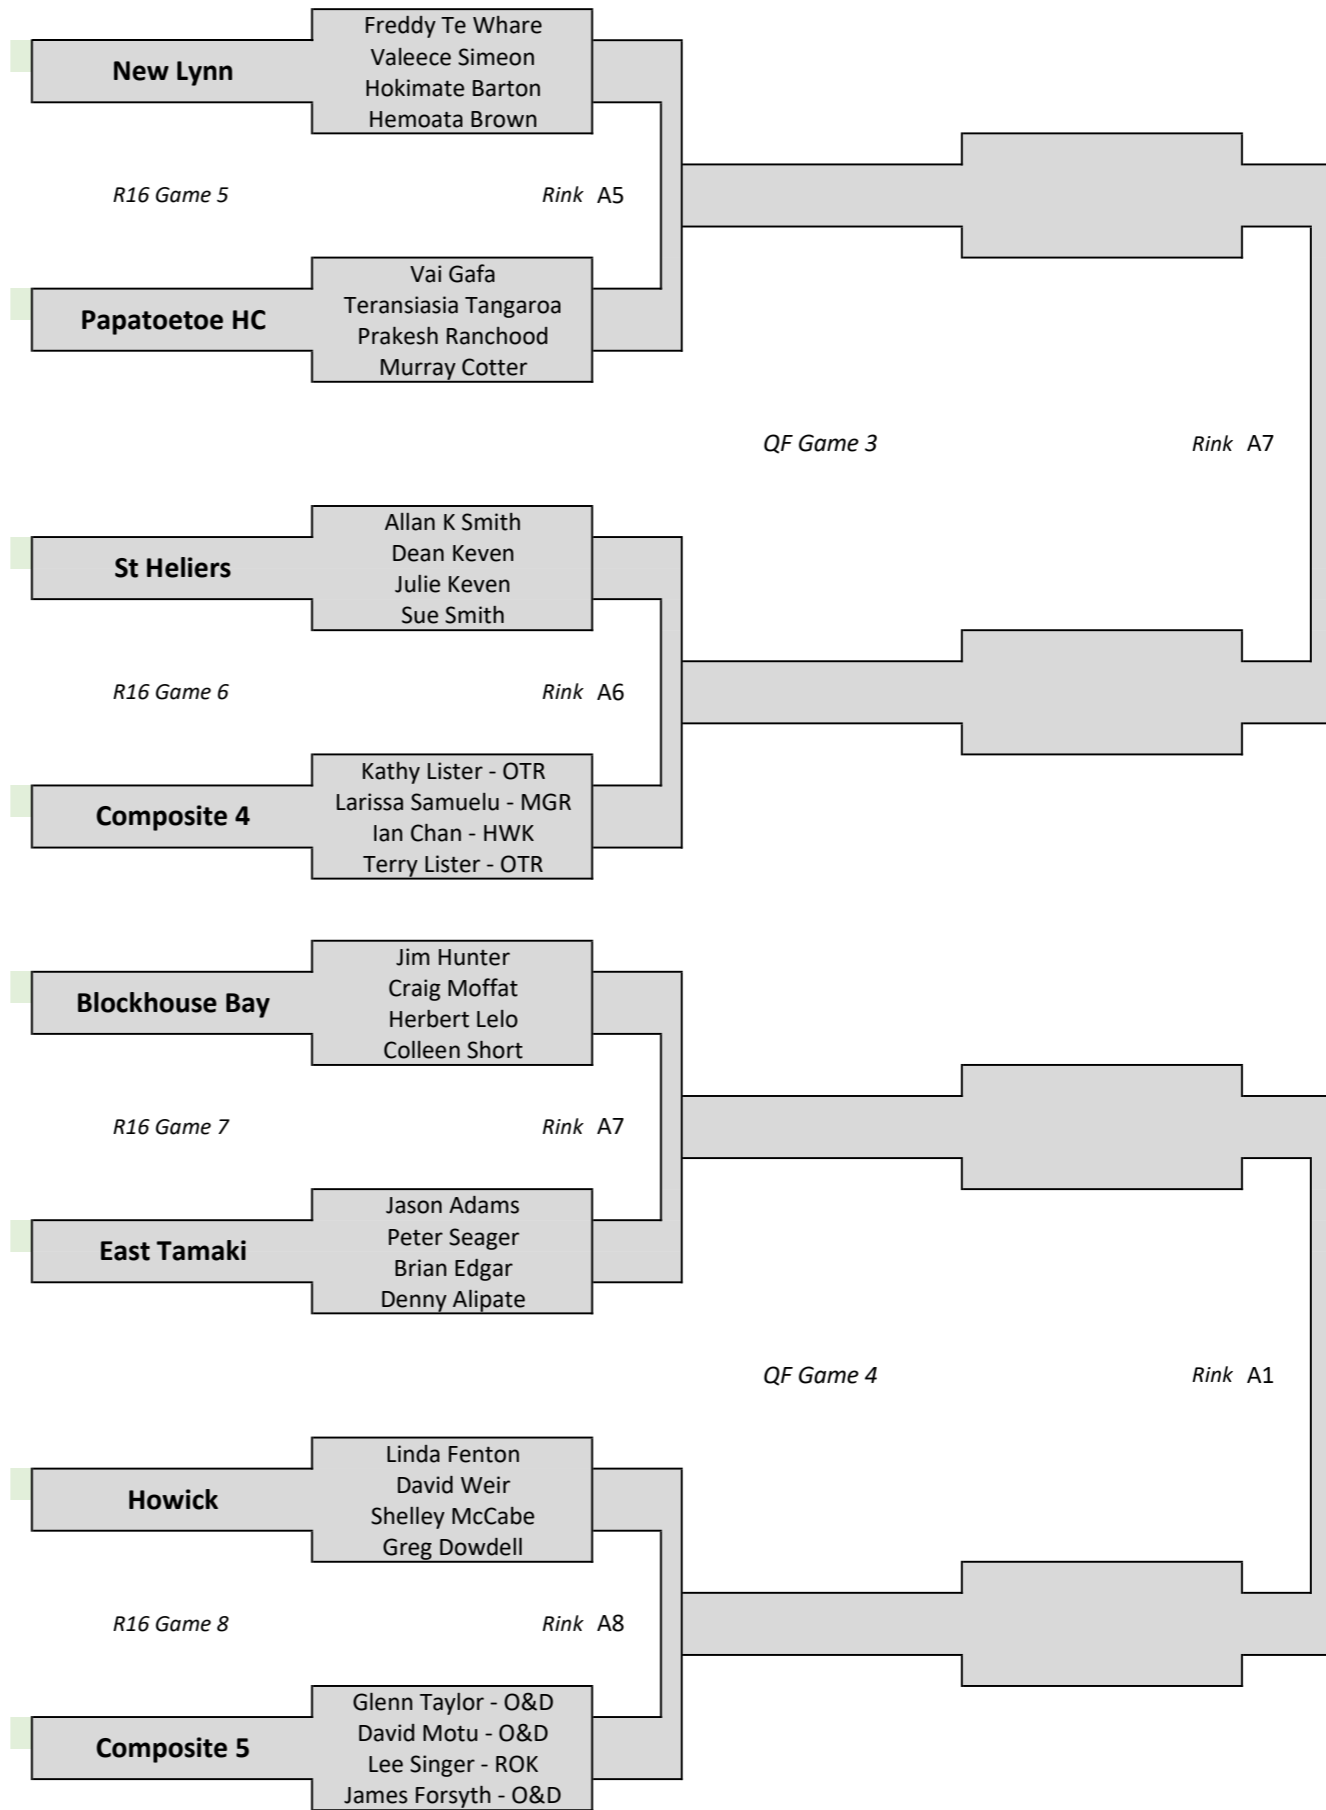 Freddy Te Whare
New Lynn
Valeece Simeon
Hokimate Barton
Hemoata Brown
R16 Game 5
Rink A5
Vai Gafa
Papatoetoe HC
Teransiasia Tangaroa
Prakesh Ranchood
Murray Cotter
QF Game 3
Rink A7
Allan K Smith
St Heliers
Dean Keven
Julie Keven
Sue Smith
R16 Game 6
Rink A6
Kathy Lister - OTR
Composite 4
Larissa Samuelu - MGR
Ian Chan - HWK
Terry Lister - OTR
Jim Hunter
Blockhouse Bay
Craig Moffat
Herbert Lelo
Colleen Short
R16 Game 7
Rink A7
Jason Adams
East Tamaki
Peter Seager
Brian Edgar
Denny Alipate
QF Game 4
Rink A1
Linda Fenton
Howick
David Weir
Shelley McCabe
Greg Dowdell
R16 Game 8
Rink A8
Glenn Taylor - O&D
Composite 5
David Motu - O&D
Lee Singer - ROK
James Forsyth - O&D